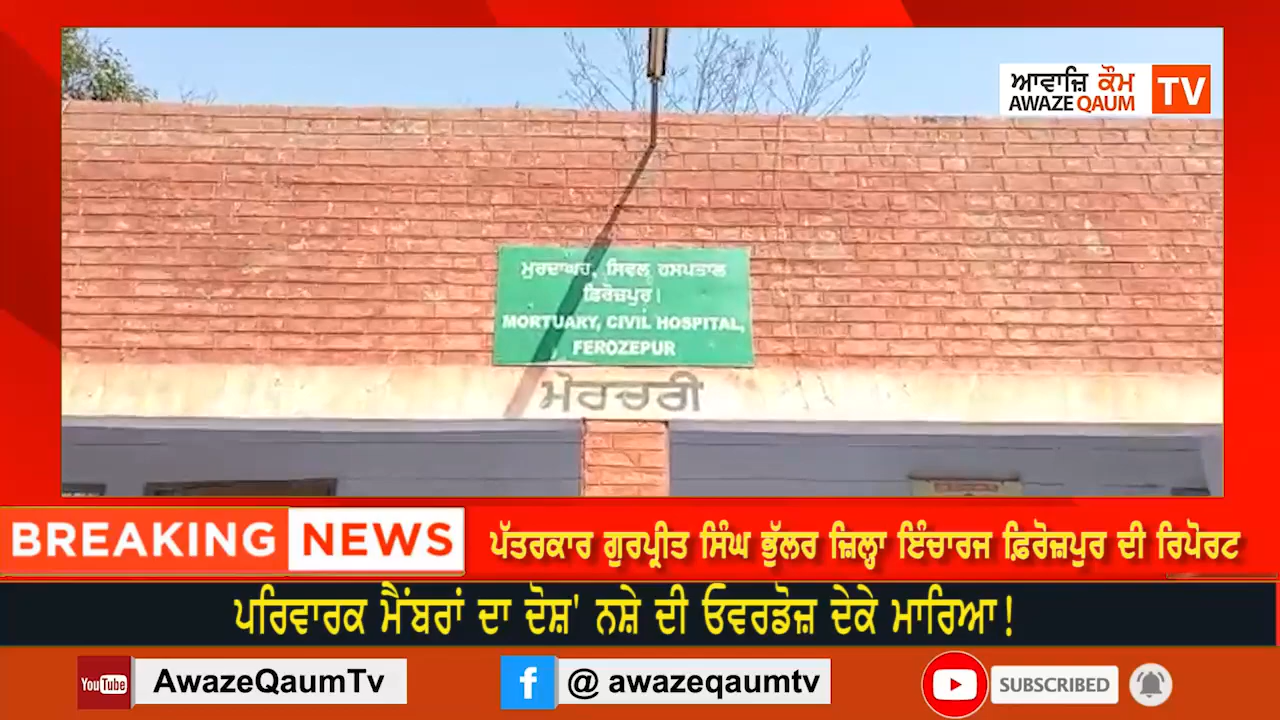 ਆਵਾਜ਼ਿ ਕੌਮ
AWAZE QAUM
TV
ਮੁਰਦਾਘਰ, ਸਿਵਲ ਹਸਪਤਾਲ
ਫ਼ਿਰੋਜ਼ਪੁਰ।
MORTUARY, CIVIL HOSPITAL,
FEROZEPUR
ਮੋਰਚਰੀ
BREAKING NEWS
ਪੱਤਰਕਾਰ ਗੁਰਪ੍ਰੀਤ ਸਿੰਘ ਭੁੱਲਰ ਜ਼ਿਲ੍ਹਾ ਇੰਚਾਰਜ ਫ਼ਿਰੋਜ਼ਪੁਰ ਦੀ ਰਿਪੋਰਟ
ਪਰਿਵਾਰਕ ਮੈਂਬਰਾਂ ਦਾ ਦੋਸ਼' ਨਸ਼ੇ ਦੀ ਓਵਰਡੋਜ਼ ਦੇਕੇ ਮਾਰਿਆ!
YouTube AwazeQaumTv
f @ awazeqaumtv
SUBSCRIBED